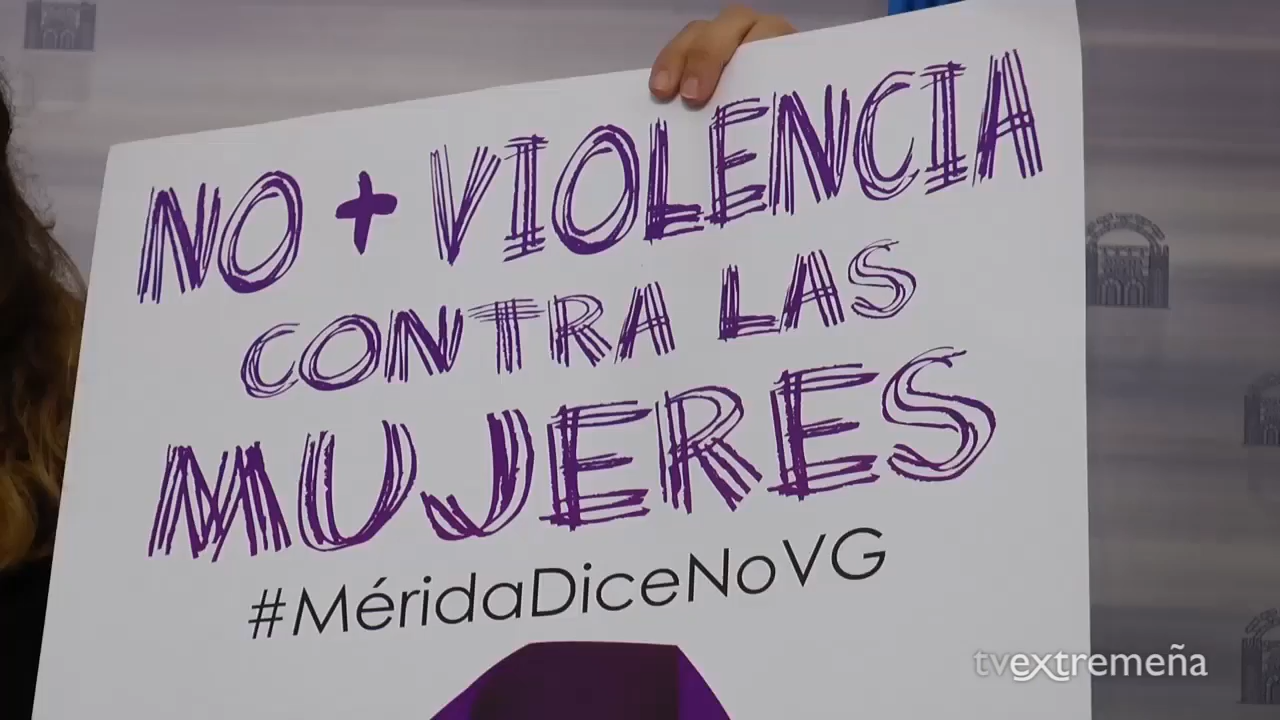 NO + VIOLENCIA
CONTRA LAS
MUJERES
#MéridaDiceNoVG
tvextremeña